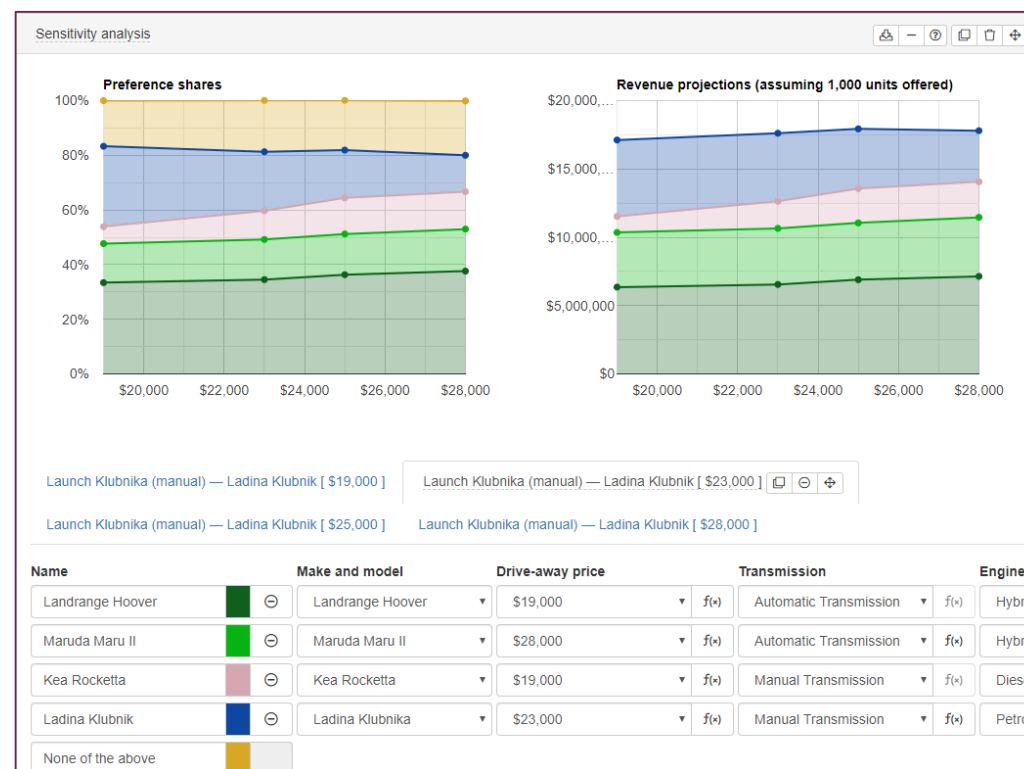 Sensitivity analysis
Preference shares
100%
80%
60%
40%
20%
0%
$20,000 $22,000 $24,000 $26,000 $28,000
Revenue projections (assuming 1,000 units offered)
$20,000,...
$15,000,...
$10,000,...
$5,000,000
$0
$20,000 $22,000 $24,000 $26,000 $28,000
Launch Klubnika (manual) — Ladina Klubnik [ $19,000 ] Launch Klubnika (manual) — Ladina Klubnik [ $23,000 ]
Launch Klubnika (manual) — Ladina Klubnik [ $25,000 ] Launch Klubnika (manual) — Ladina Klubnik [ $28,000 ]
Name Make and model Drive-away price Transmission Engine
Landrange Hoover Landrange Hoover $19,000 f(×) Automatic Transmission f(×) Hybr
Maruda Maru II Maruda Maru II $28,000 f(×) Automatic Transmission f(×) Hybr
Kea Rocketta Kea Rocketta $19,000 f(×) Manual Transmission f(×) Dies
Ladina Klubnik Ladina Klubnika $23,000 f(×) Manual Transmission f(×) Petr
None of the above